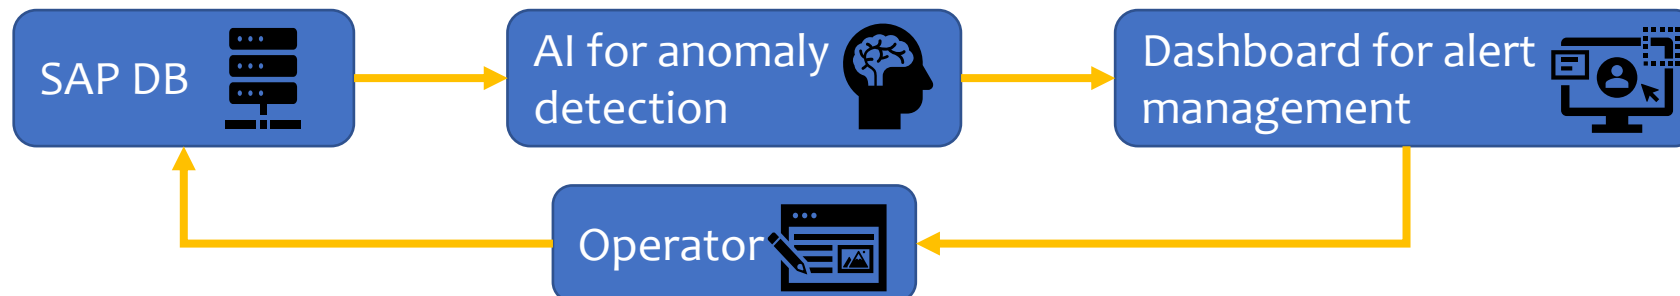 SAP DB
AI for anomaly
detection
Dashboard for alert
management
Operator